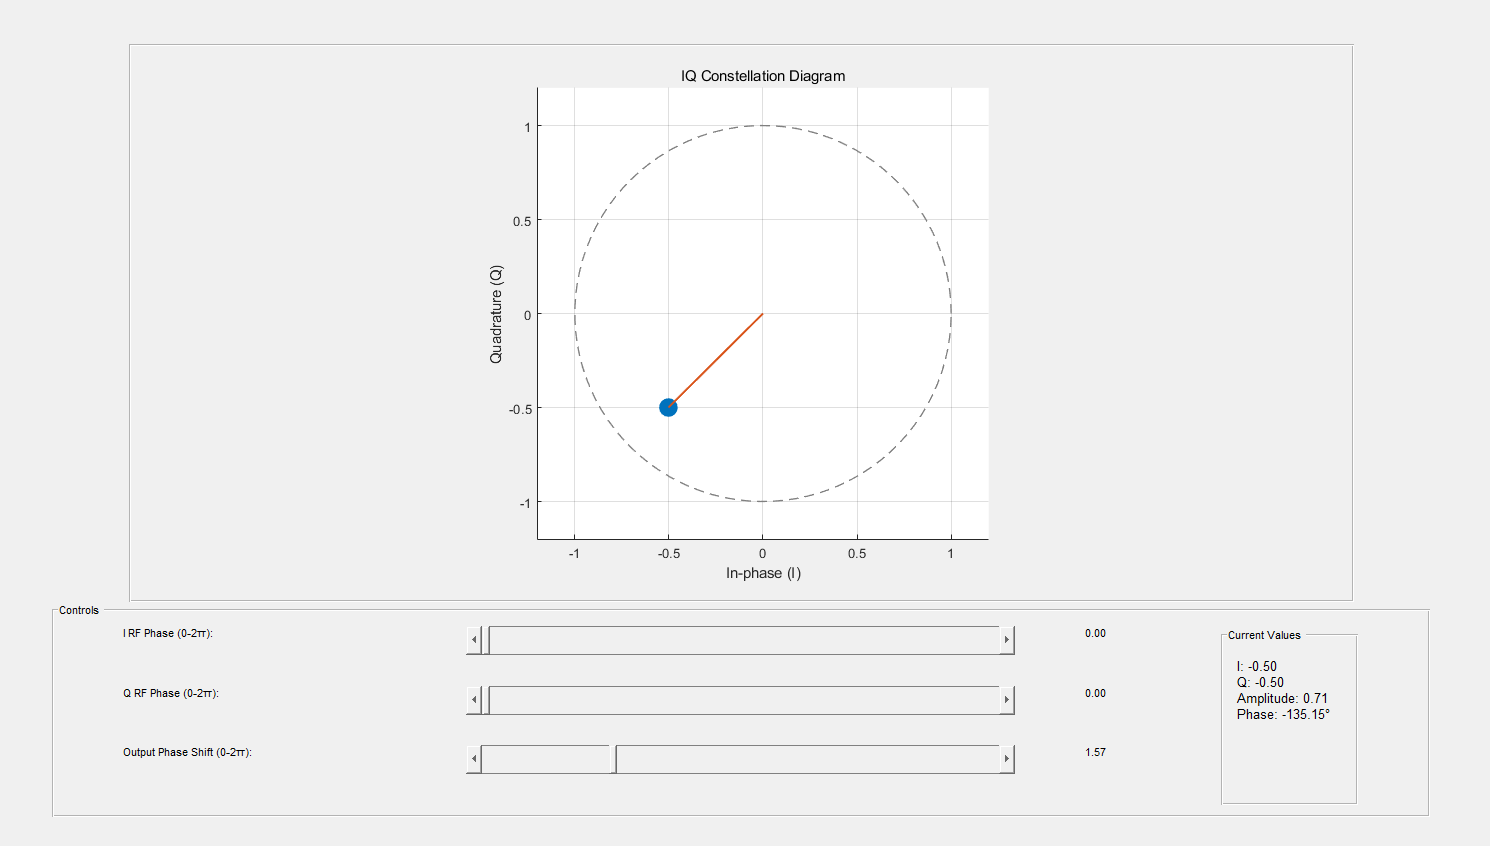 IQ Constellation Diagram
1
0.5
0
-0.5
-1
Quadrature (Q)
-1
-0.5
0
0.5
1
In-phase (I)
Controls
I RF Phase (0-2π):
0.00
Q RF Phase (0-2π):
0.00
Output Phase Shift (0-2π):
1.57
Current Values
I: -0.50
Q: -0.50
Amplitude: 0.71
Phase: -135.15°